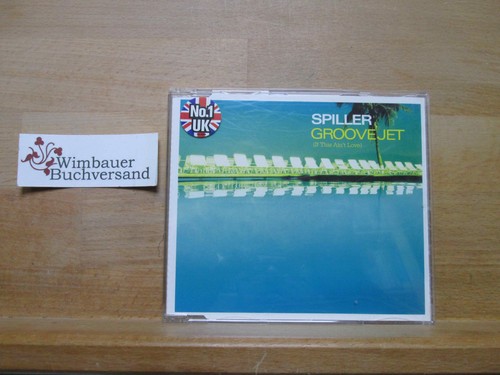 Wimbauer
Buchversand
No.1
UK
SPILLER
GROOVEJET
(If This Ain't Love)